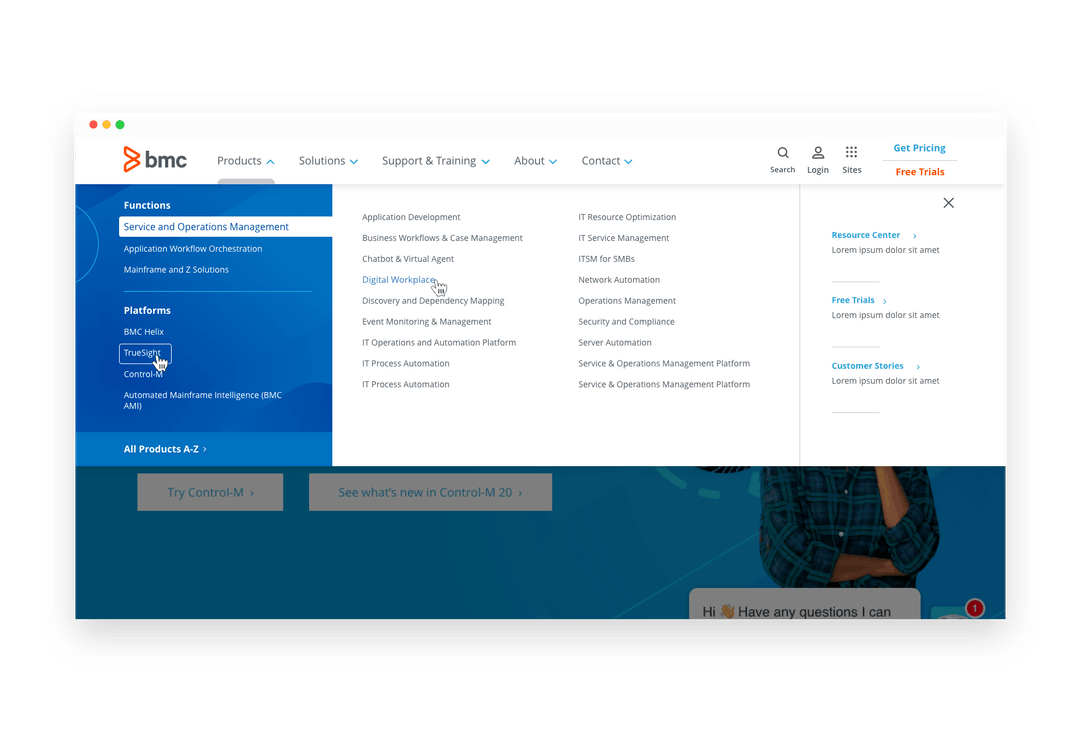 bmc
Products
Solutions
Support & Training
About
Contact
Search
Login
Sites
Get Pricing
Free Trials
Functions
Service and Operations Management
Application Workflow Orchestration
Mainframe and Z Solutions
Platforms
BMC Helix
TrueSight
Control-M
Automated Mainframe Intelligence (BMC
AMI)
All Products A-Z ›
Application Development
Business Workflows & Case Management
Chatbot & Virtual Agent
Digital Workplace
Discovery and Dependency Mapping
Event Monitoring & Management
IT Operations and Automation Platform
IT Process Automation
IT Process Automation
IT Resource Optimization
IT Service Management
ITSM for SMBs
Network Automation
Operations Management
Security and Compliance
Server Automation
Service & Operations Management Platform
Service & Operations Management Platform
Resource Center ›
Lorem ipsum dolor sit amet
Free Trials ›
Lorem ipsum dolor sit amet
Customer Stories ›
Lorem ipsum dolor sit amet
Try Control-M ›
See what's new in Control-M 20 ›
Hi 👋 Have any questions I can
1